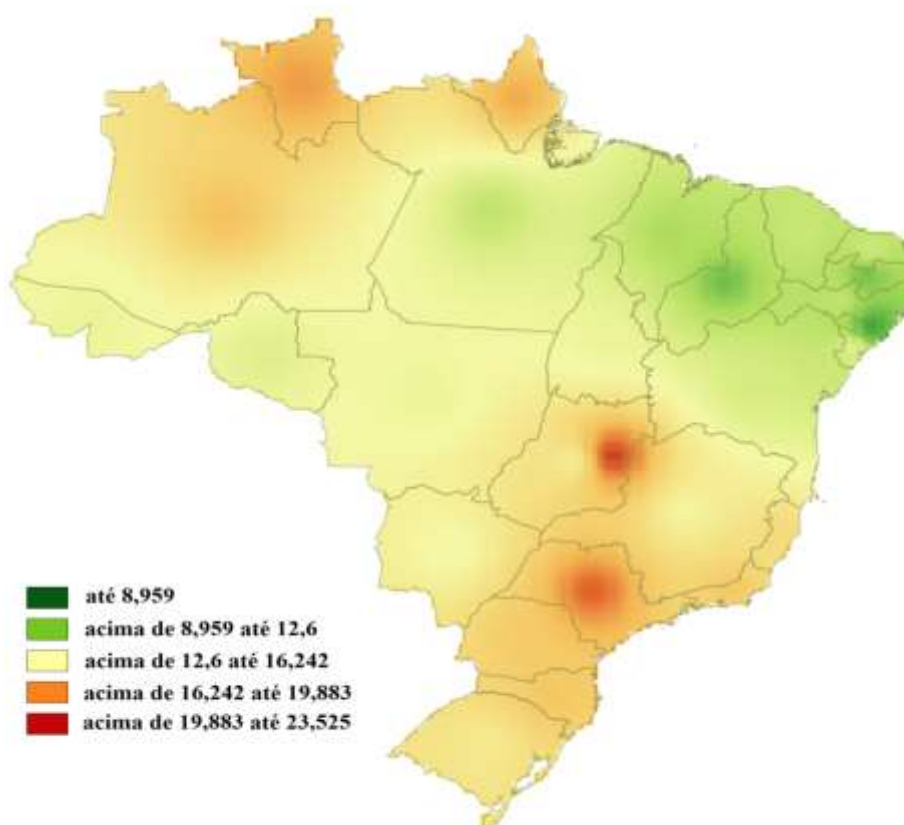 até 8,959
acima de 8,959 até 12,6
acima de 12,6 até 16,242
acima de 16,242 até 19,883
acima de 19,883 até 23,525